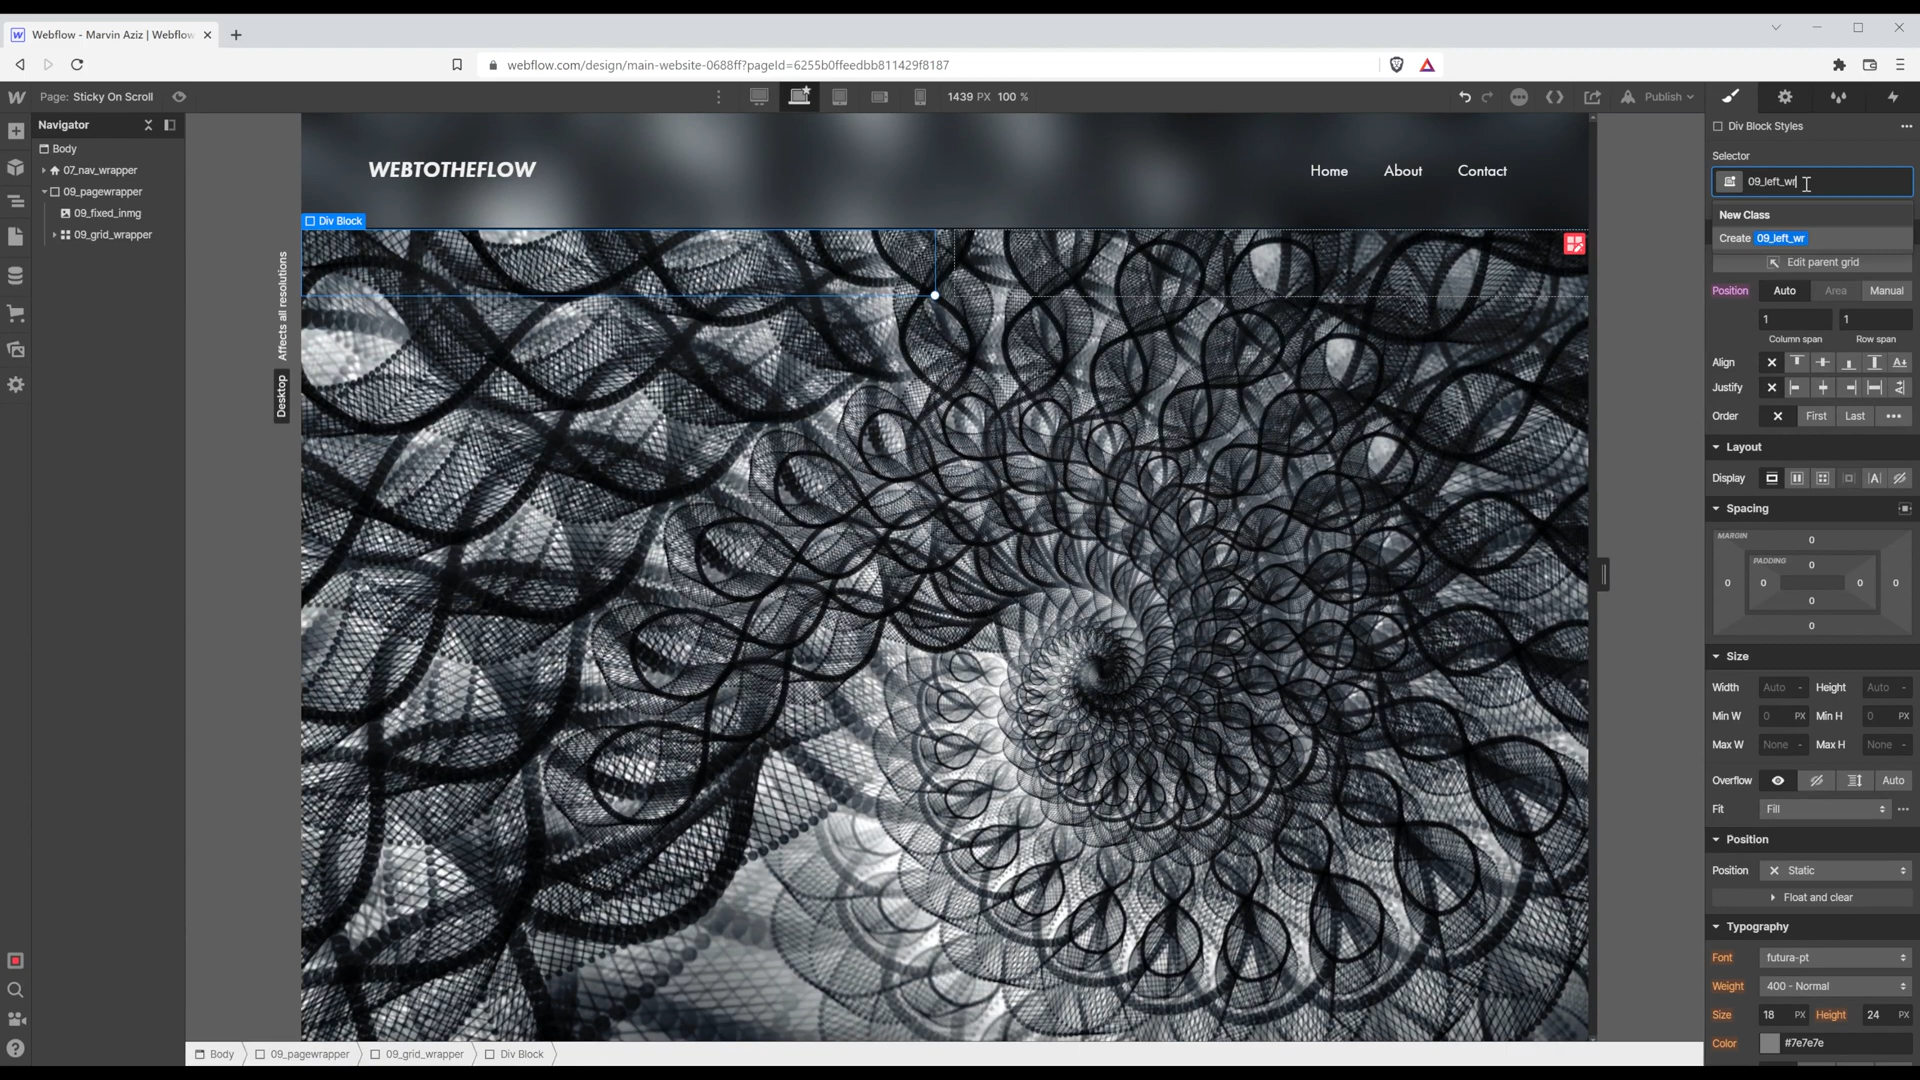 Webflow - Marvin Aziz | Webflow
webflow.com/design/main-website-0688ff?pageId=6255b0ffeedbb811429f8187
Page: Sticky On Scroll
1439 PX 100 %
Publish
Navigator
Body
07_nav_wrapper
09_pagewrapper
09_fixed_inmg
09_grid_wrapper
Affects all resolutions
Desktop
WEBTOTHEFLOW
Home
About
Contact
Div Block
Div Block Styles
Selector
09_left_wr
New Class
Create 09_left_wr
Edit parent grid
Position Auto Area Manual
1 1
Column span Row span
Align
Justify
Order First Last
Layout
Display
Spacing
MARGIN
0
PADDING
0
0 0 0 0
0
0
Size
Width Auto - Height Auto -
Min W 0 PX Min H 0 PX
Max W None - Max H None -
Overflow Auto
Fit Fill
Position
Position Static
Float and clear
Typography
Font futura-pt
Weight 400 - Normal
Size 18 PX Height 24 PX
Color #7e7e7e
Body 09_pagewrapper 09_grid_wrapper Div Block